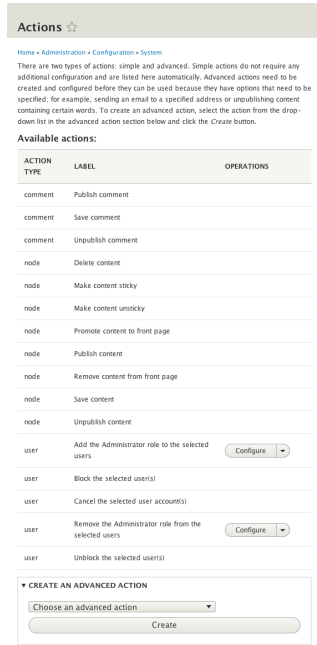 Actions
Home » Administration » Configuration » System
There are two types of actions: simple and advanced. Simple actions do not require any
additional configuration and are listed here automatically. Advanced actions need to be
created and configured before they can be used because they have options that need to be
specified; for example, sending an email to a specified address or unpublishing content
containing certain words. To create an advanced action, select the action from the drop-
down list in the advanced action section below and click the Create button.
Available actions:
ACTION
TYPE
LABEL
OPERATIONS
comment Publish comment
comment Save comment
comment Unpublish comment
node Delete content
node Make content sticky
node Make content unsticky
node Promote content to front page
node Publish content
node Remove content from front page
node Save content
node Unpublish content
user Add the Administrator role to the selected
users
Configure
user Block the selected user(s)
user Cancel the selected user account(s)
user Remove the Administrator role from the
selected users
Configure
user Unblock the selected user(s)
CREATE AN ADVANCED ACTION
Choose an advanced action
Create